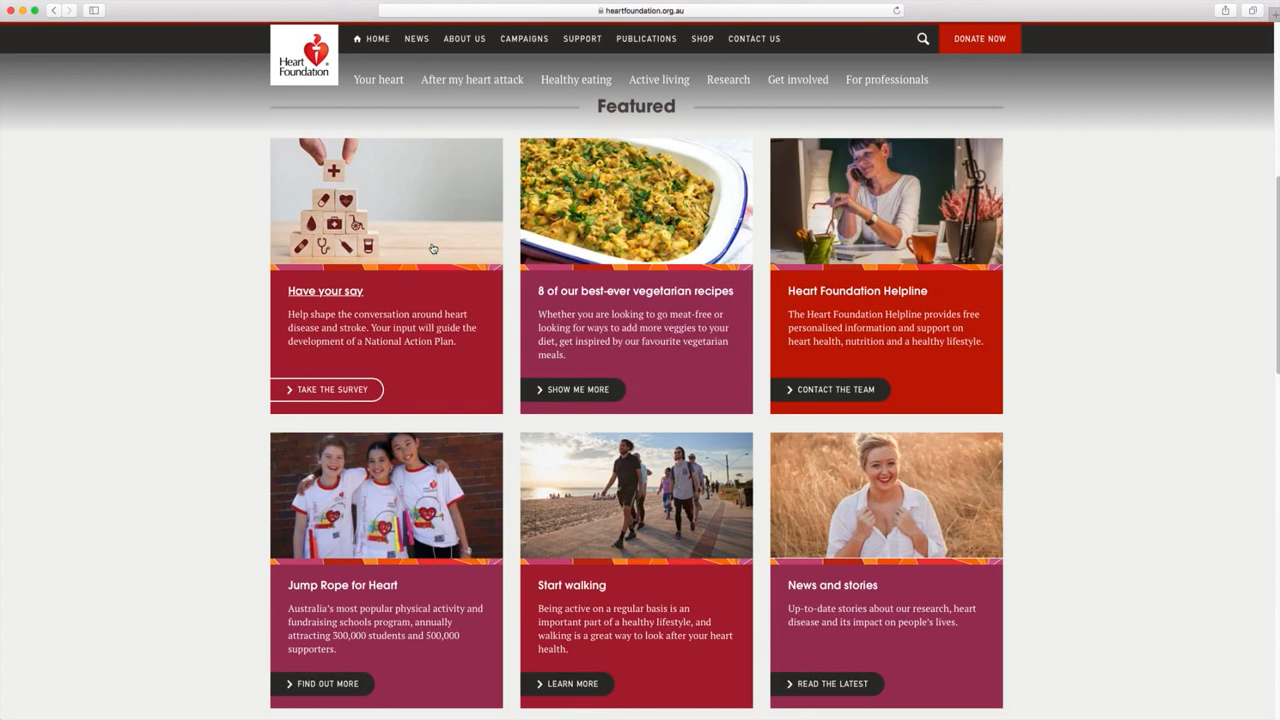 heartfoundation.org.au
HOME NEWS ABOUT US CAMPAIGNS SUPPORT PUBLICATIONS SHOP CONTACT US DONATE NOW
Heart
Foundation
Your heart After my heart attack Healthy eating Active living Research Get involved For professionals
Featured
Have your say
Help shape the conversation around heart
disease and stroke. Your input will guide the
development of a National Action Plan.
TAKE THE SURVEY
8 of our best-ever vegetarian recipes
Whether you are looking to go meat-free or
looking for ways to add more veggies to your
diet, get inspired by our favourite vegetarian
meals.
SHOW ME MORE
Heart Foundation Helpline
The Heart Foundation Helpline provides free
personalised information and support on
heart health, nutrition and a healthy lifestyle.
CONTACT THE TEAM
Jump Rope for Heart
Australia's most popular physical activity and
fundraising schools program, annually
attracting 300,000 students and 500,000
supporters.
FIND OUT MORE
Start walking
Being active on a regular basis is an
important part of a healthy lifestyle, and
walking is a great way to look after your heart
health.
LEARN MORE
News and stories
Up-to-date stories about our research, heart
disease and its impact on people's lives.
READ THE LATEST